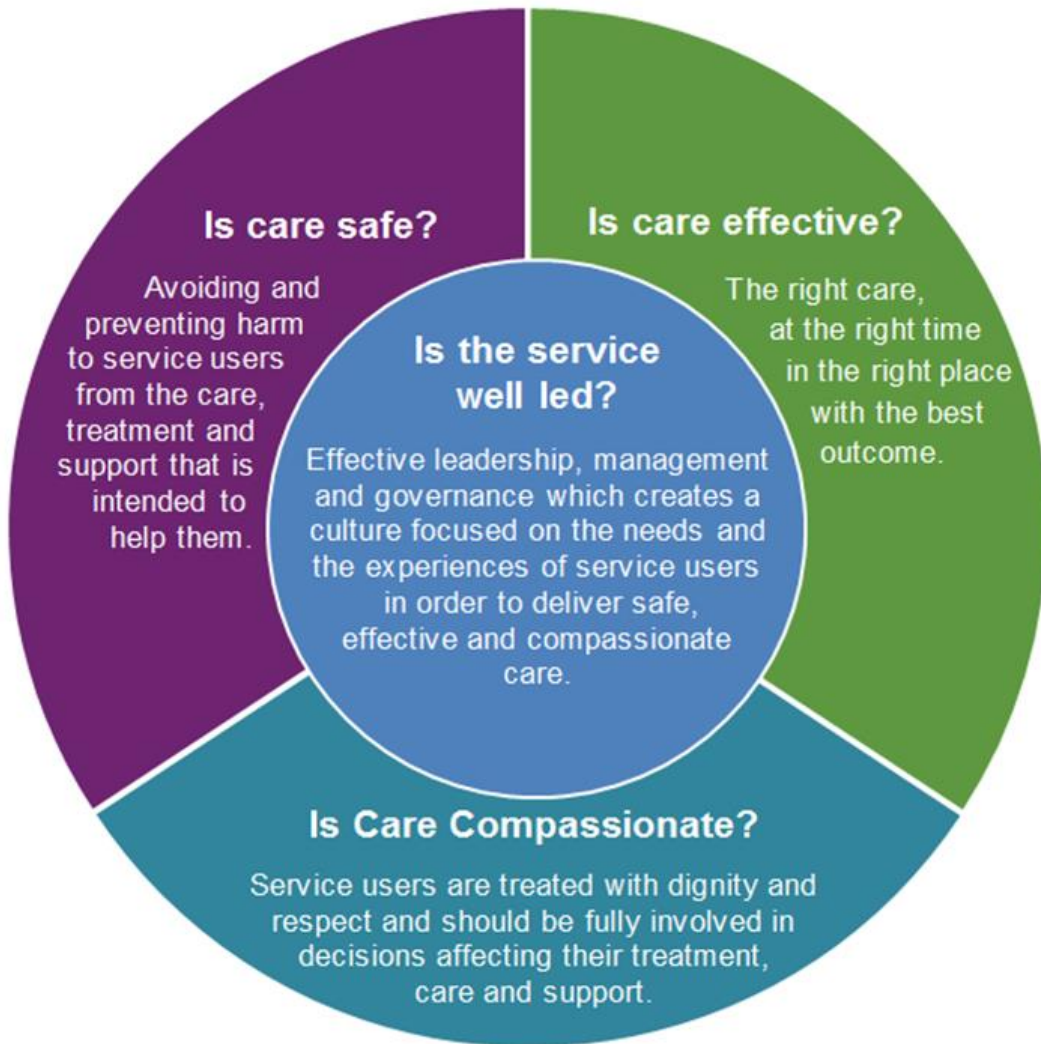 Is care safe?
Avoiding and
preventing harm
to service users
from the care,
treatment and
support that is
intended to
help them.
Is care effective?
The right care,
at the right time
in the right place
with the best
outcome.
Is the service
well led?
Effective leadership, management
and governance which creates a
culture focused on the needs and
the experiences of service users
in order to deliver safe,
effective and compassionate
care.
Is Care Compassionate?
Service users are treated with dignity and
respect and should be fully involved in
decisions affecting their treatment,
care and support.